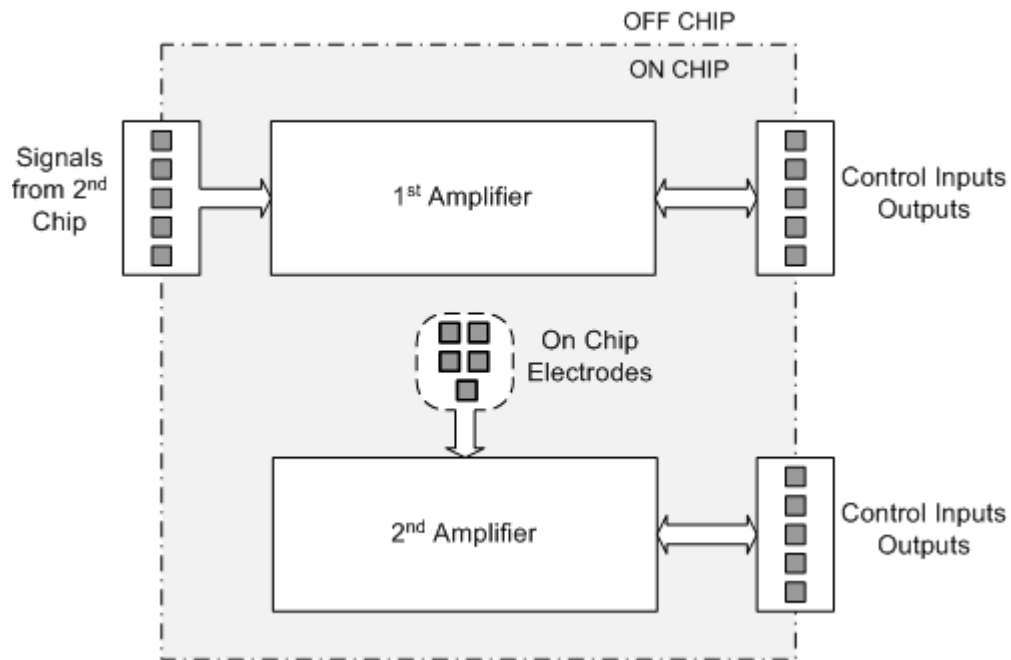 OFF CHIP
ON CHIP
Signals
from 2nd
Chip
1st Amplifier
Control Inputs
Outputs
On Chip
Electrodes
2nd Amplifier
Control Inputs
Outputs